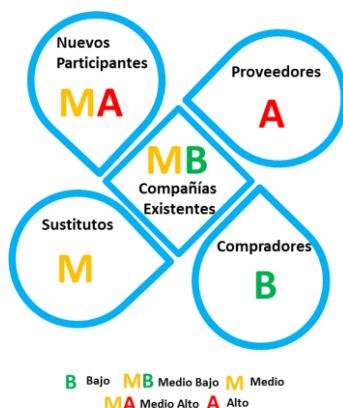 Nuevos
Participantes
MA
Proveedores
A
MB
Compañías
Existentes
Sustitutos
M
Compradores
B
B Bajo MB Medio Bajo M Medio
MA Medio Alto A Alto